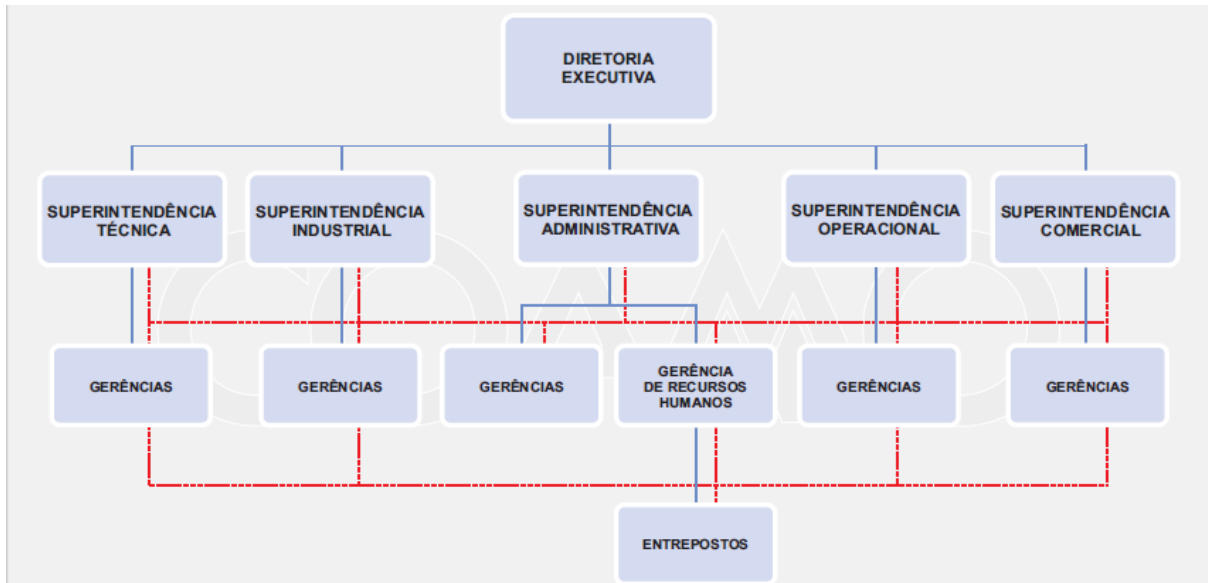 DIRETORIA
EXECUTIVA
SUPERINTENDÊNCIA
TÉCNICA
SUPERINTENDÊNCIA
INDUSTRIAL
SUPERINTENDÊNCIA
ADMINISTRATIVA
SUPERINTENDÊNCIA
OPERACIONAL
SUPERINTENDÊNCIA
COMERCIAL
COAMO
GERÊNCIAS
GERÊNCIAS
GERÊNCIAS
GERÊNCIA
DE RECURSOS
HUMANOS
GERÊNCIAS
GERÊNCIAS
ENTREPOSTOS